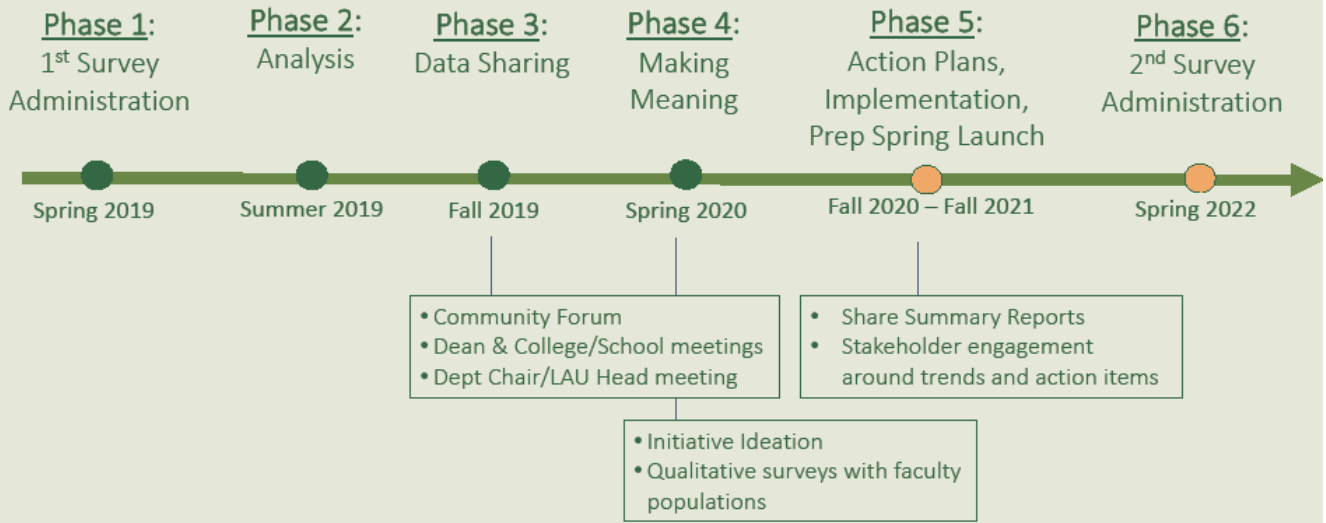 Phase 1:
1st Survey
Administration
Phase 2:
Analysis
Phase 3:
Data Sharing
Phase 4:
Making
Meaning
Phase 5:
Action Plans,
Implementation,
Prep Spring Launch
Phase 6:
2nd Survey
Administration
Spring 2019
Summer 2019
Fall 2019
Spring 2020
Fall 2020 – Fall 2021
Spring 2022
• Community Forum
• Dean & College/School meetings
• Dept Chair/LAU Head meeting
• Initiative Ideation
• Qualitative surveys with faculty
populations
• Share Summary Reports
• Stakeholder engagement
around trends and action items